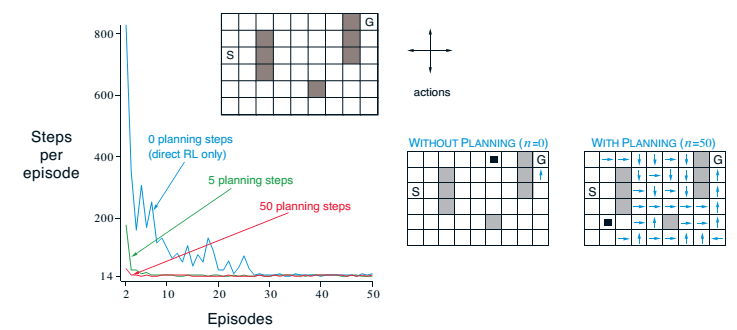 800
600
400
200
14
Steps
per
episode
2
10
20
30
40
50
Episodes
0 planning steps
(direct RL only)
5 planning steps
50 planning steps
G
S
actions
WITHOUT PLANNING (n=0)
G
S
WITH PLANNING (n=50)
G
S